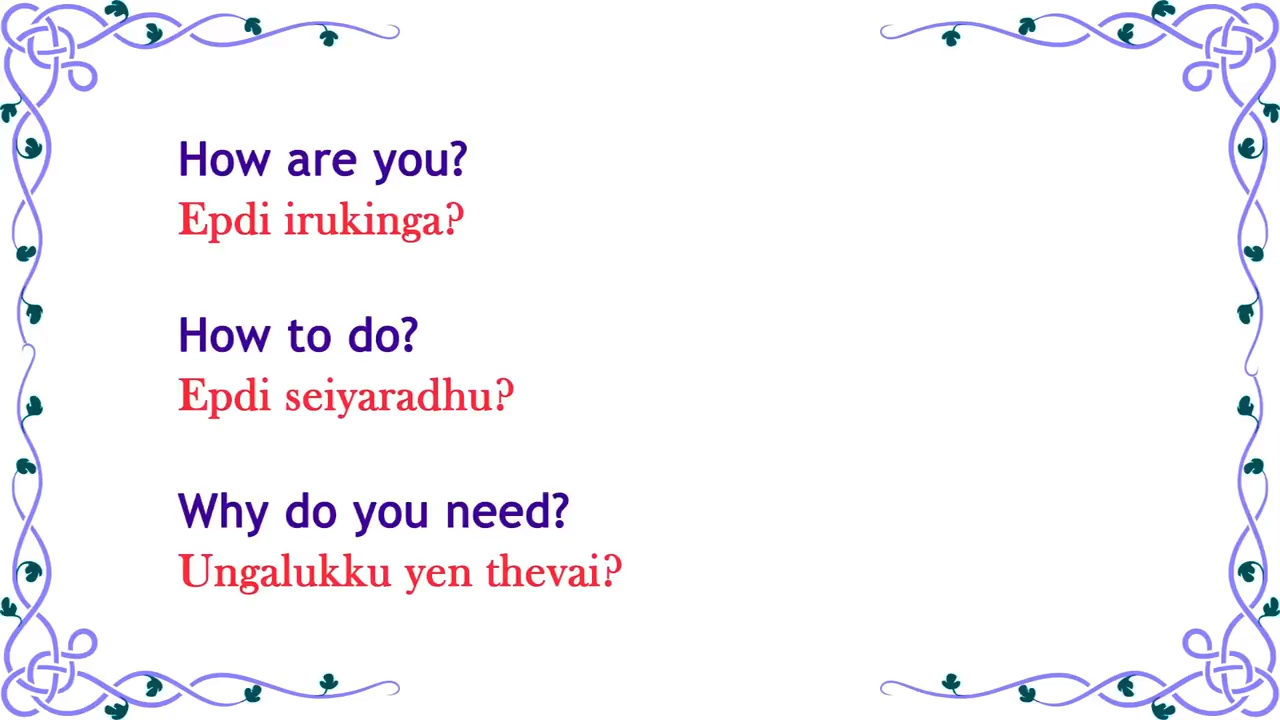 How are you?
Epdi irukinga?
How to do?
Epdi seiyaradhu?
Why do you need?
Ungalukku yen thevai?